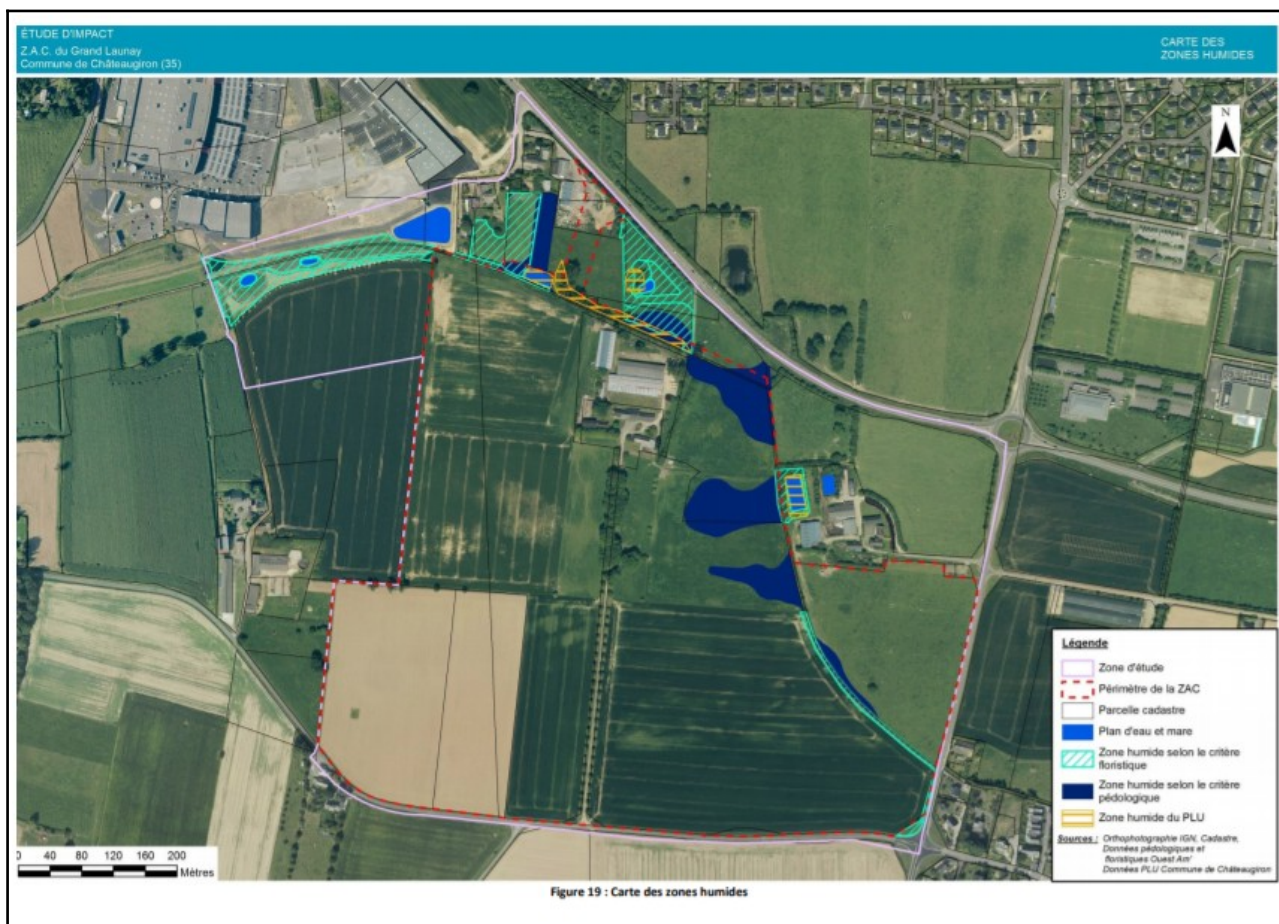 ÉTUDE D'IMPACT
Z.A.C. du Grand Launay
Commune de Châteaugiron (35)
CARTE DES
ZONES HUMIDES
N
Légende
Zone d'étude
Périmètre de la ZAC
Parcelle cadastre
Plan d'eau et mare
Zone humide selon le critère
floristique
Zone humide selon le critère
pédologique
Zone humide du PLU
Sources : Orthophotographie IGN, Cadastre,
Données pédologiques et
floristiques Ouest Am'
Données PLU Commune de Châteaugiron
0 40 80 120 160 200
Mètres
Figure 19 : Carte des zones humides